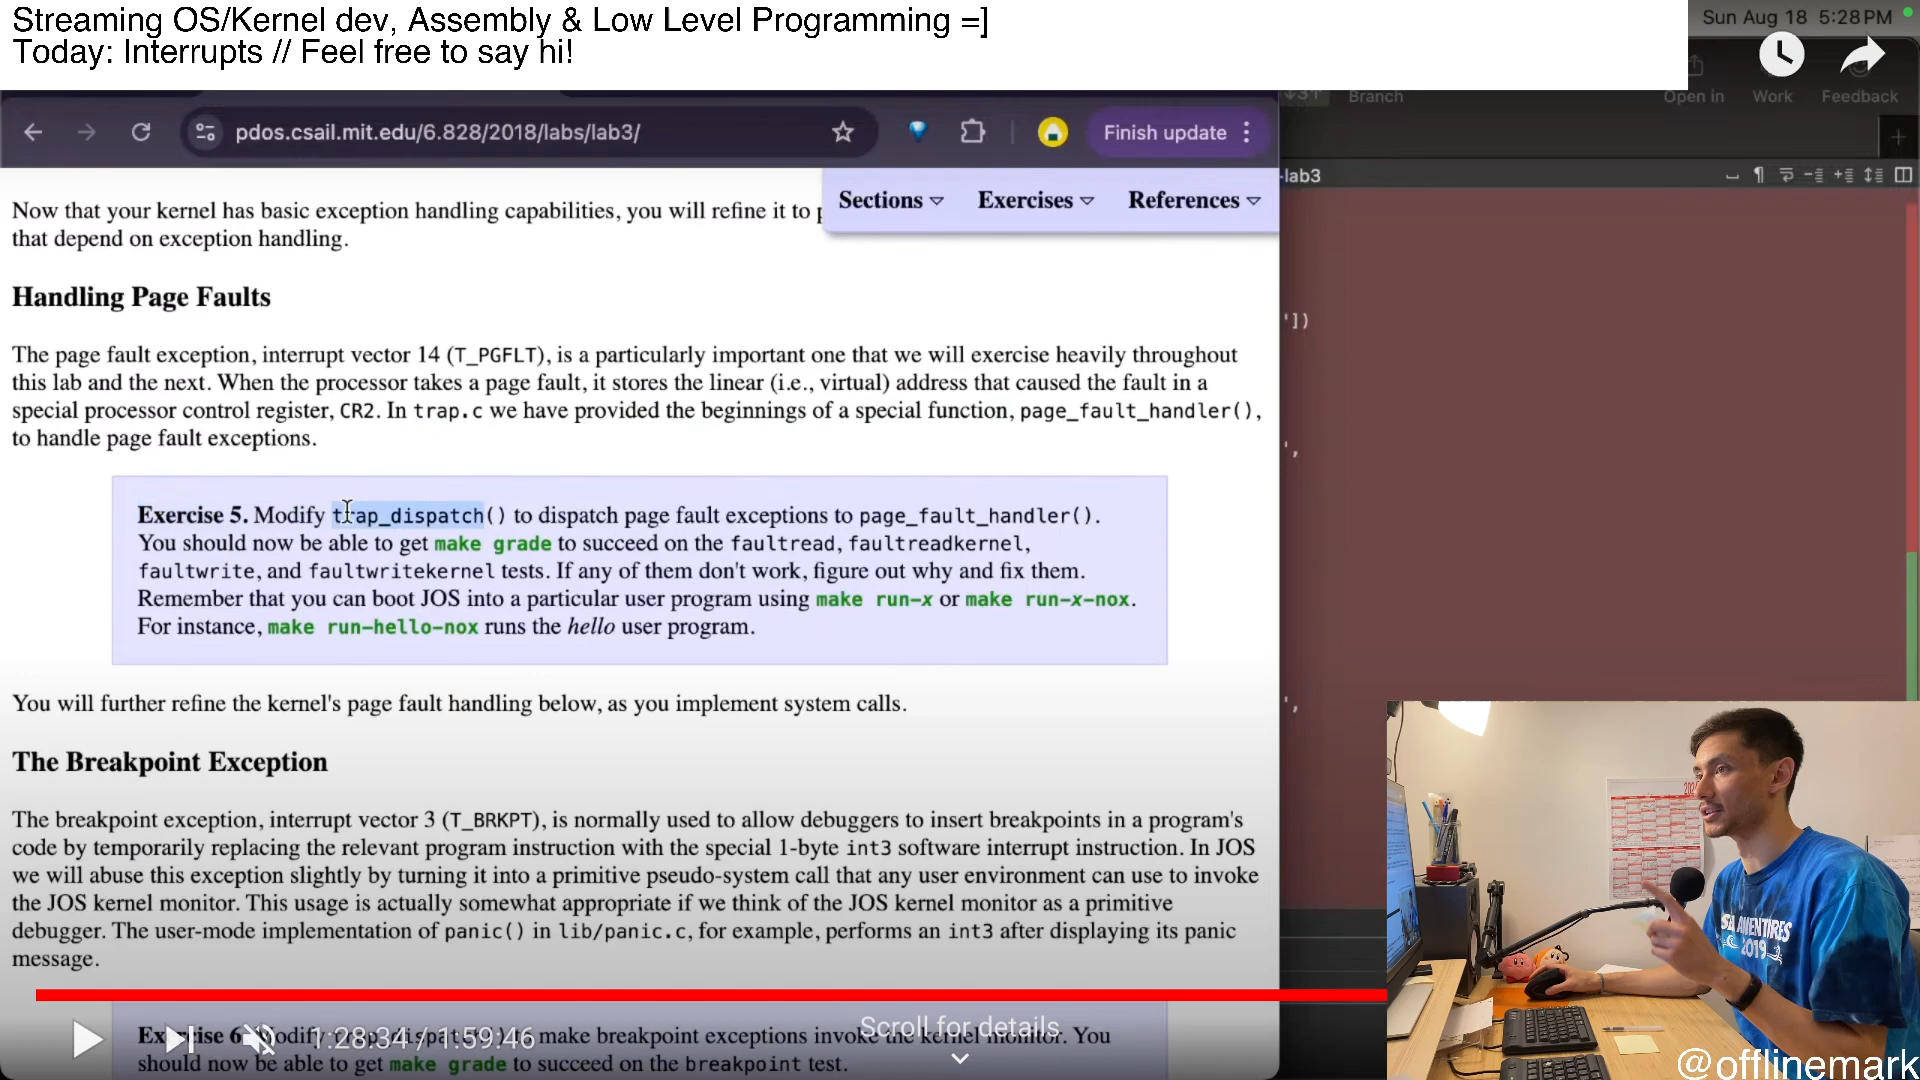 Streaming OS/Kernel dev, Assembly & Low Level Programming =]
Today: Interrupts // Feel free to say hi!
Sun Aug 18 5:28 PM
Branch
Open in
Work
Feedback
pdos.csail.mit.edu/6.828/2018/labs/lab3/
Finish update
-lab3
Sections
Exercises
References
Now that your kernel has basic exception handling capabilities, you will refine it to p
that depend on exception handling.
Handling Page Faults
The page fault exception, interrupt vector 14 (T_PGFLT), is a particularly important one that we will exercise heavily throughout
this lab and the next. When the processor takes a page fault, it stores the linear (i.e., virtual) address that caused the fault in a
special processor control register, CR2. In trap.c we have provided the beginnings of a special function, page_fault_handler(),
to handle page fault exceptions.
'])
',
Exercise 5. Modify trap_dispatch() to dispatch page fault exceptions to page_fault_handler().
You should now be able to get make grade to succeed on the faultread, faultreadkernel,
faultwrite, and faultwritekernel tests. If any of them don't work, figure out why and fix them.
Remember that you can boot JOS into a particular user program using make run-x or make run-x-nox.
For instance, make run-hello-nox runs the hello user program.
You will further refine the kernel's page fault handling below, as you implement system calls.
',
The Breakpoint Exception
The breakpoint exception, interrupt vector 3 (T_BRKPT), is normally used to allow debuggers to insert breakpoints in a program's
code by temporarily replacing the relevant program instruction with the special 1-byte int3 software interrupt instruction. In JOS
we will abuse this exception slightly by turning it into a primitive pseudo-system call that any user environment can use to invoke
the JOS kernel monitor. This usage is actually somewhat appropriate if we think of the JOS kernel monitor as a primitive
debugger. The user-mode implementation of panic() in lib/panic.c, for example, performs an int3 after displaying its panic
message.
2019
1:28:34 / 1:59:46
Scroll for details
Exercise 6. make breakpoint exceptions invoke the kernel monitor. You
should now be able to get make grade to succeed on the breakpoint test.
@offlinemark